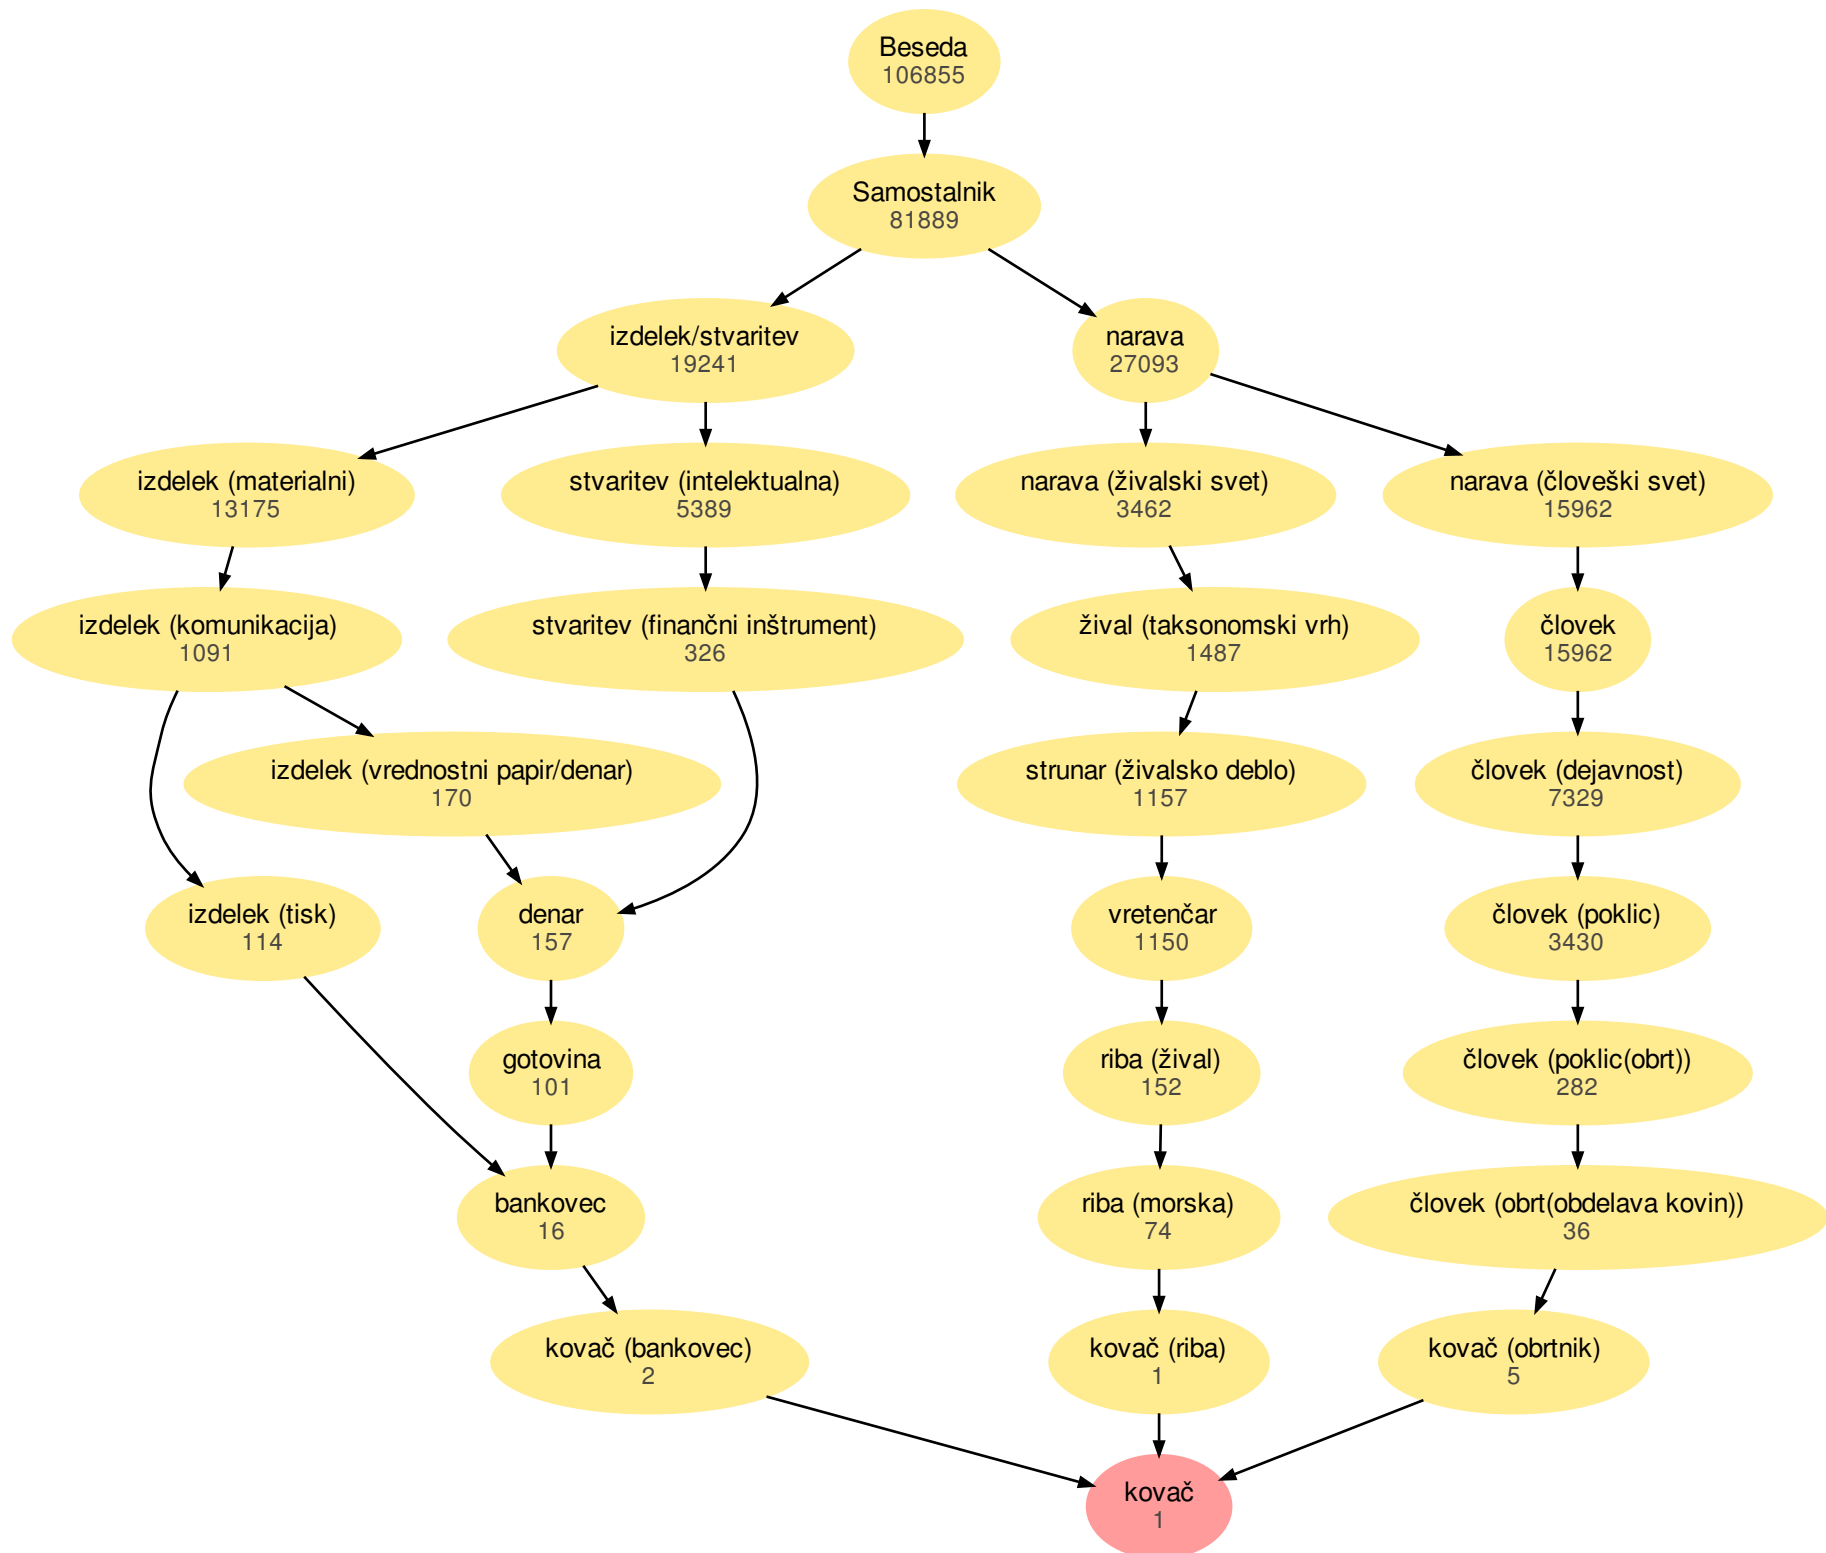 Beseda
106855
Samostalnik
81889
izdelek/stvaritev
19241
narava
27093
izdelek (materialni)
13175
stvaritev (intelektualna)
5389
narava (živalski svet)
3462
narava (človeški svet)
15962
izdelek (komunikacija)
1091
stvaritev (finančni inštrument)
326
žival (taksonomski vrh)
1487
človek
15962
izdelek (vrednostni papir/denar)
170
strunar (živalsko deblo)
1157
človek (dejavnost)
7329
izdelek (tisk)
114
denar
157
vretenčar
1150
človek (poklic)
3430
gotovina
101
riba (žival)
152
človek (poklic(obrt))
282
bankovec
16
riba (morska)
74
človek (obrt(obdelava kovin))
36
kovač (bankovec)
2
kovač (riba)
1
kovač (obrtnik)
5
kovač
1